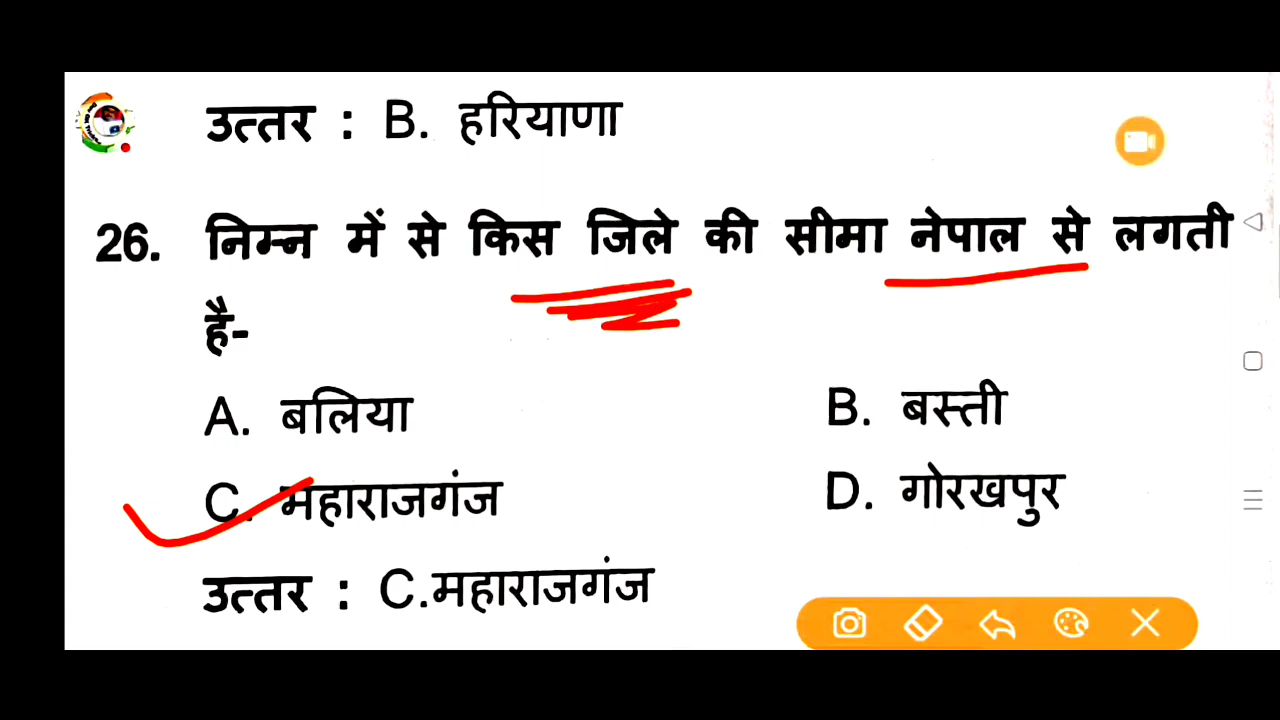 उत्तर : B. हरियाणा
26. निम्न में से किस जिले की सीमा नेपाल से लगती
है-
A. बलिया B. बस्ती
C. महाराजगंज D. गोरखपुर
उत्तर : C.महाराजगंज